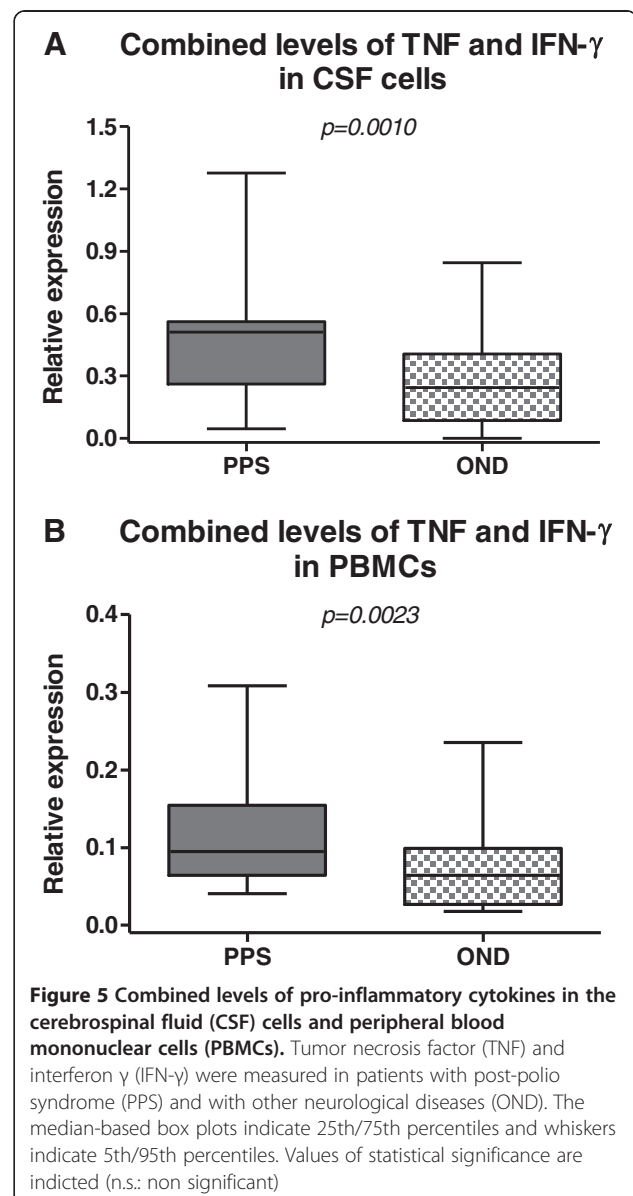 A Combined levels of TNF and IFN-γ
in CSF cells
p=0.0010
Relative expression
1.5
1.2
0.9
0.6
0.3
0.0
PPS OND
B Combined levels of TNF and IFN-γ
in PBMCs
p=0.0023
Relative expression
0.4
0.3
0.2
0.1
0.0
PPS OND
Figure 5 Combined levels of pro-inflammatory cytokines in the
cerebrospinal fluid (CSF) cells and peripheral blood
mononuclear cells (PBMCs). Tumor necrosis factor (TNF) and
interferon γ (IFN-γ) were measured in patients with post-polio
syndrome (PPS) and with other neurological diseases (OND). The
median-based box plots indicate 25th/75th percentiles and whiskers
indicate 5th/95th percentiles. Values of statistical significance are
indicted (n.s.: non significant)